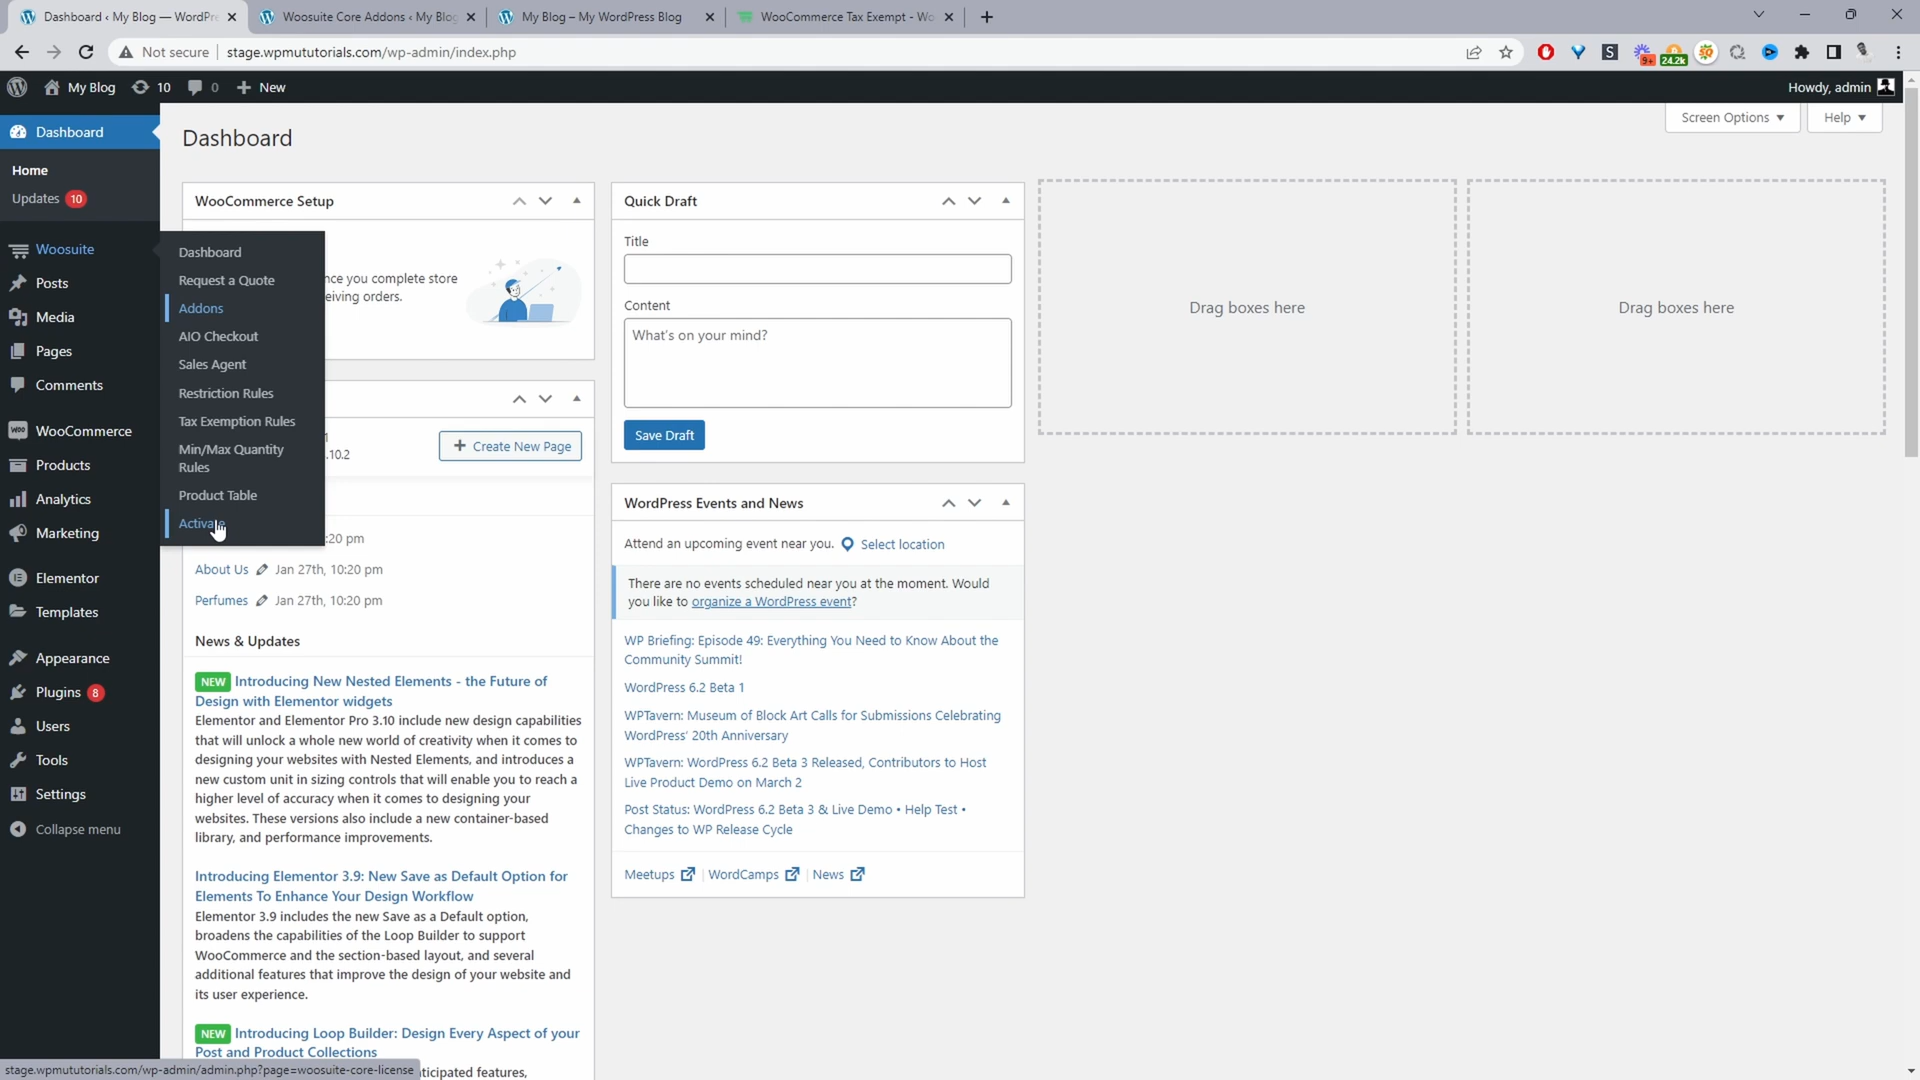 Dashboard ‹ My Blog — WordPre
Woosuite Core Addons ‹ My Blog
My Blog – My WordPress Blog
WooCommerce Tax Exempt - Wo
Not secure
stage.wpmututorials.com/wp-admin/index.php
9+
24.2k
My Blog
10
0
New
Howdy, admin
Dashboard
Home
Updates 10
Woosuite
Posts
Media
Pages
Comments
WooCommerce
Products
Analytics
Marketing
Elementor
Templates
Appearance
Plugins 8
Users
Tools
Settings
Collapse menu
Dashboard
Request a Quote
Addons
AIO Checkout
Sales Agent
Restriction Rules
Tax Exemption Rules
Min/Max Quantity
Rules
Product Table
Dashboard
Screen Options
Help
WooCommerce Setup
nce you complete store
eiving orders.
.10.2
Create New Page
:20 pm
About Us Jan 27th, 10:20 pm
Perfumes Jan 27th, 10:20 pm
News & Updates
NEW Introducing New Nested Elements - the Future of
Design with Elementor widgets
Elementor and Elementor Pro 3.10 include new design capabilities
that will unlock a whole new world of creativity when it comes to
designing your websites with Nested Elements, and introduces a
new custom unit in sizing controls that will enable you to reach a
higher level of accuracy when it comes to designing your
websites. These versions also include a new container-based
library, and performance improvements.
Introducing Elementor 3.9: New Save as Default Option for
Elements To Enhance Your Design Workflow
Elementor 3.9 includes the new Save as a Default option,
broadens the capabilities of the Loop Builder to support
WooCommerce and the section-based layout, and several
additional features that improve the design of your website and
its user experience.
NEW Introducing Loop Builder: Design Every Aspect of your
Post and Product Collections
ticipated features,
Quick Draft
Title
Content
What's on your mind?
Save Draft
WordPress Events and News
Attend an upcoming event near you. Select location
There are no events scheduled near you at the moment. Would
you like to organize a WordPress event?
WP Briefing: Episode 49: Everything You Need to Know About the
Community Summit!
WordPress 6.2 Beta 1
WPTavern: Museum of Block Art Calls for Submissions Celebrating
WordPress' 20th Anniversary
WPTavern: WordPress 6.2 Beta 3 Released, Contributors to Host
Live Product Demo on March 2
Post Status: WordPress 6.2 Beta 3 & Live Demo • Help Test •
Changes to WP Release Cycle
Meetups | WordCamps | News
Drag boxes here
Drag boxes here
stage.wpmututorials.com/wp-admin/admin.php?page=woosuite-core-license